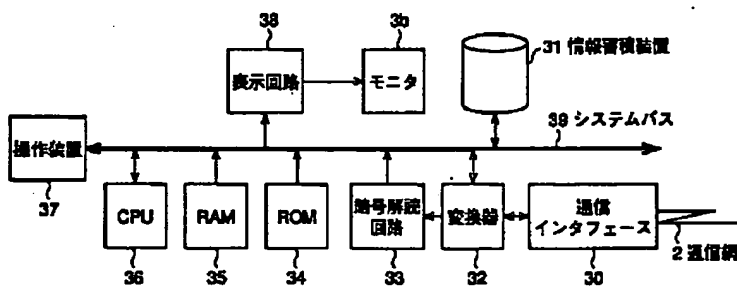 38
3b
表示回路
モニタ
31 情報蓄積装置
39 システムバス
操作装置
37
CPU
RAM
ROM
暗号解読
回路
変換器
通信
インタフェース
2 通信網
36
35
34
33
32
30